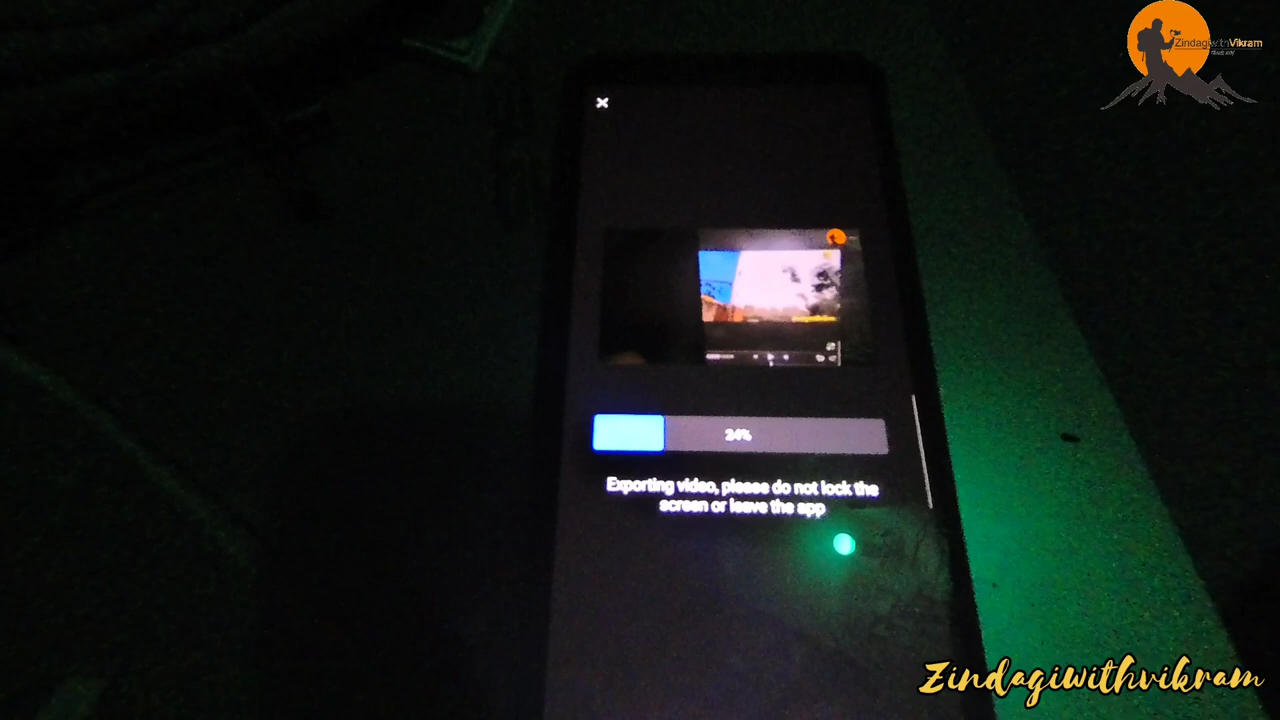 ZindagiwithVikram
24%
Exporting video, please do not lock the
screen or leave the app
Zindagiwithvikram